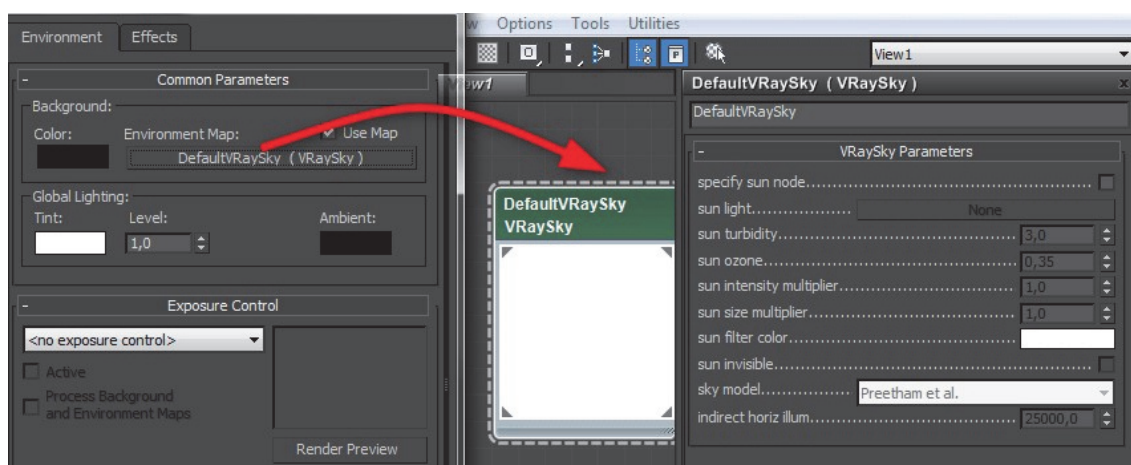 Environment
Effects
- Common Parameters
Background:
Color:
Environment Map:
Use Map
DefaultVRaySky ( VRaySky )
Global Lighting:
Tint:
Level:
Ambient:
1,0
- Exposure Control
<no exposure control>
Active
Process Background
and Environment Maps
Render Preview
Options Tools Utilities
View1
DefaultVRaySky
VRaySky
DefaultVRaySky ( VRaySky )
DefaultVRaySky
- VRaySky Parameters
specify sun node
sun light None
sun turbidity 3,0
sun ozone 0,35
sun intensity multiplier 1,0
sun size multiplier 1,0
sun filter color
sun invisible
sky model Preetham et al.
indirect horiz illum 25000,0